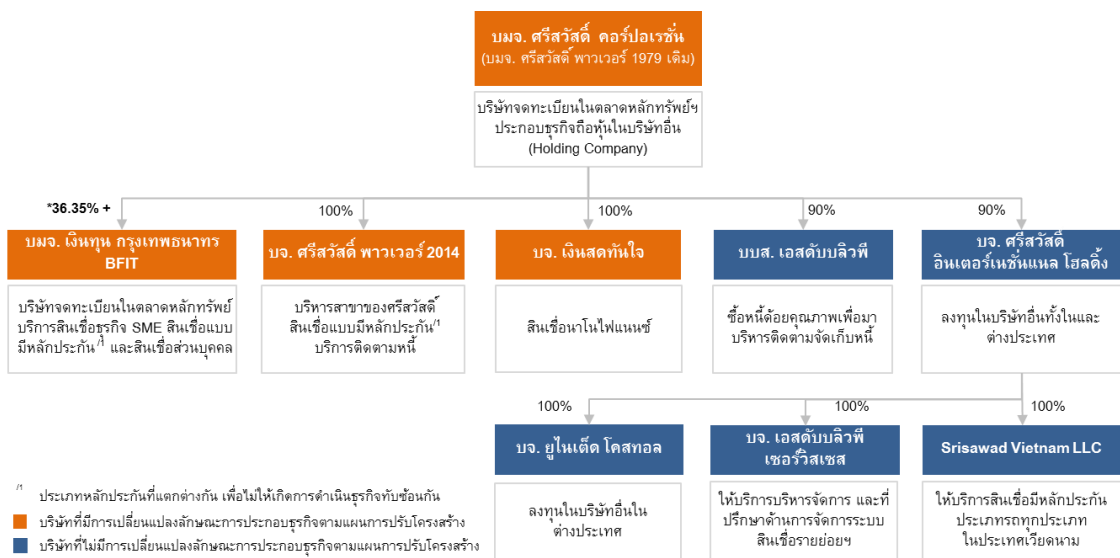 บมจ. ศรีสวัสดิ์ คอร์ปอเรชั่น
(บมจ. ศรีสวัสดิ์ พาวเวอร์ 1979 เดิม)
บริษัทจดทะเบียนในตลาดหลักทรัพย์ฯ
ประกอบธุรกิจถือหุ้นในบริษัทอื่น
(Holding Company)
*36.35% +
100%
100%
90%
90%
บมจ. เงินทุน กรุงเทพธนาทร
BFIT
บริษัทจดทะเบียนในตลาดหลักทรัพย์
บริการสินเชื่อธุรกิจ SME สินเชื่อแบบ
มีหลักประกัน/1 และสินเชื่อส่วนบุคคล
บจ. ศรีสวัสดิ์ พาวเวอร์ 2014
บริหารสาขาของศรีสวัสดิ์
สินเชื่อแบบมีหลักประกัน/1
บริการติดตามหนี้
บจ. เงินสดทันใจ
สินเชื่อนาโนไฟแนนซ์
บบส. เอสดับบลิวพี
ซื้อหนี้ด้อยคุณภาพเพื่อมา
บริหารติดตามจัดเก็บหนี้
บจ. ศรีสวัสดิ์
อินเตอร์เนชั่นแนล โฮลดิ้ง
ลงทุนในบริษัทอื่นทั้งในและ
ต่างประเทศ
100%
100%
100%
บจ. ยูไนเต็ด โคสทอล
ลงทุนในบริษัทอื่นใน
ต่างประเทศ
บจ. เอสดับบลิวพี
เซอร์วิสเซส
ให้บริการบริหารจัดการ และที่
ปรึกษาด้านการจัดการระบบ
สินเชื่อรายย่อยฯ
Srisawad Vietnam LLC
ให้บริการสินเชื่อมีหลักประกัน
ประเภทรถทุกประเภท
ในประเทศเวียดนาม
/1 ประเภทหลักประกันที่แตกต่างกัน เพื่อไม่ให้เกิดการดำเนินธุรกิจทับซ้อนกัน
บริษัทที่มีการเปลี่ยนแปลงลักษณะการประกอบธุรกิจตามแผนการปรับโครงสร้าง
บริษัทที่ไม่มีการเปลี่ยนแปลงลักษณะการประกอบธุรกิจตามแผนการปรับโครงสร้าง